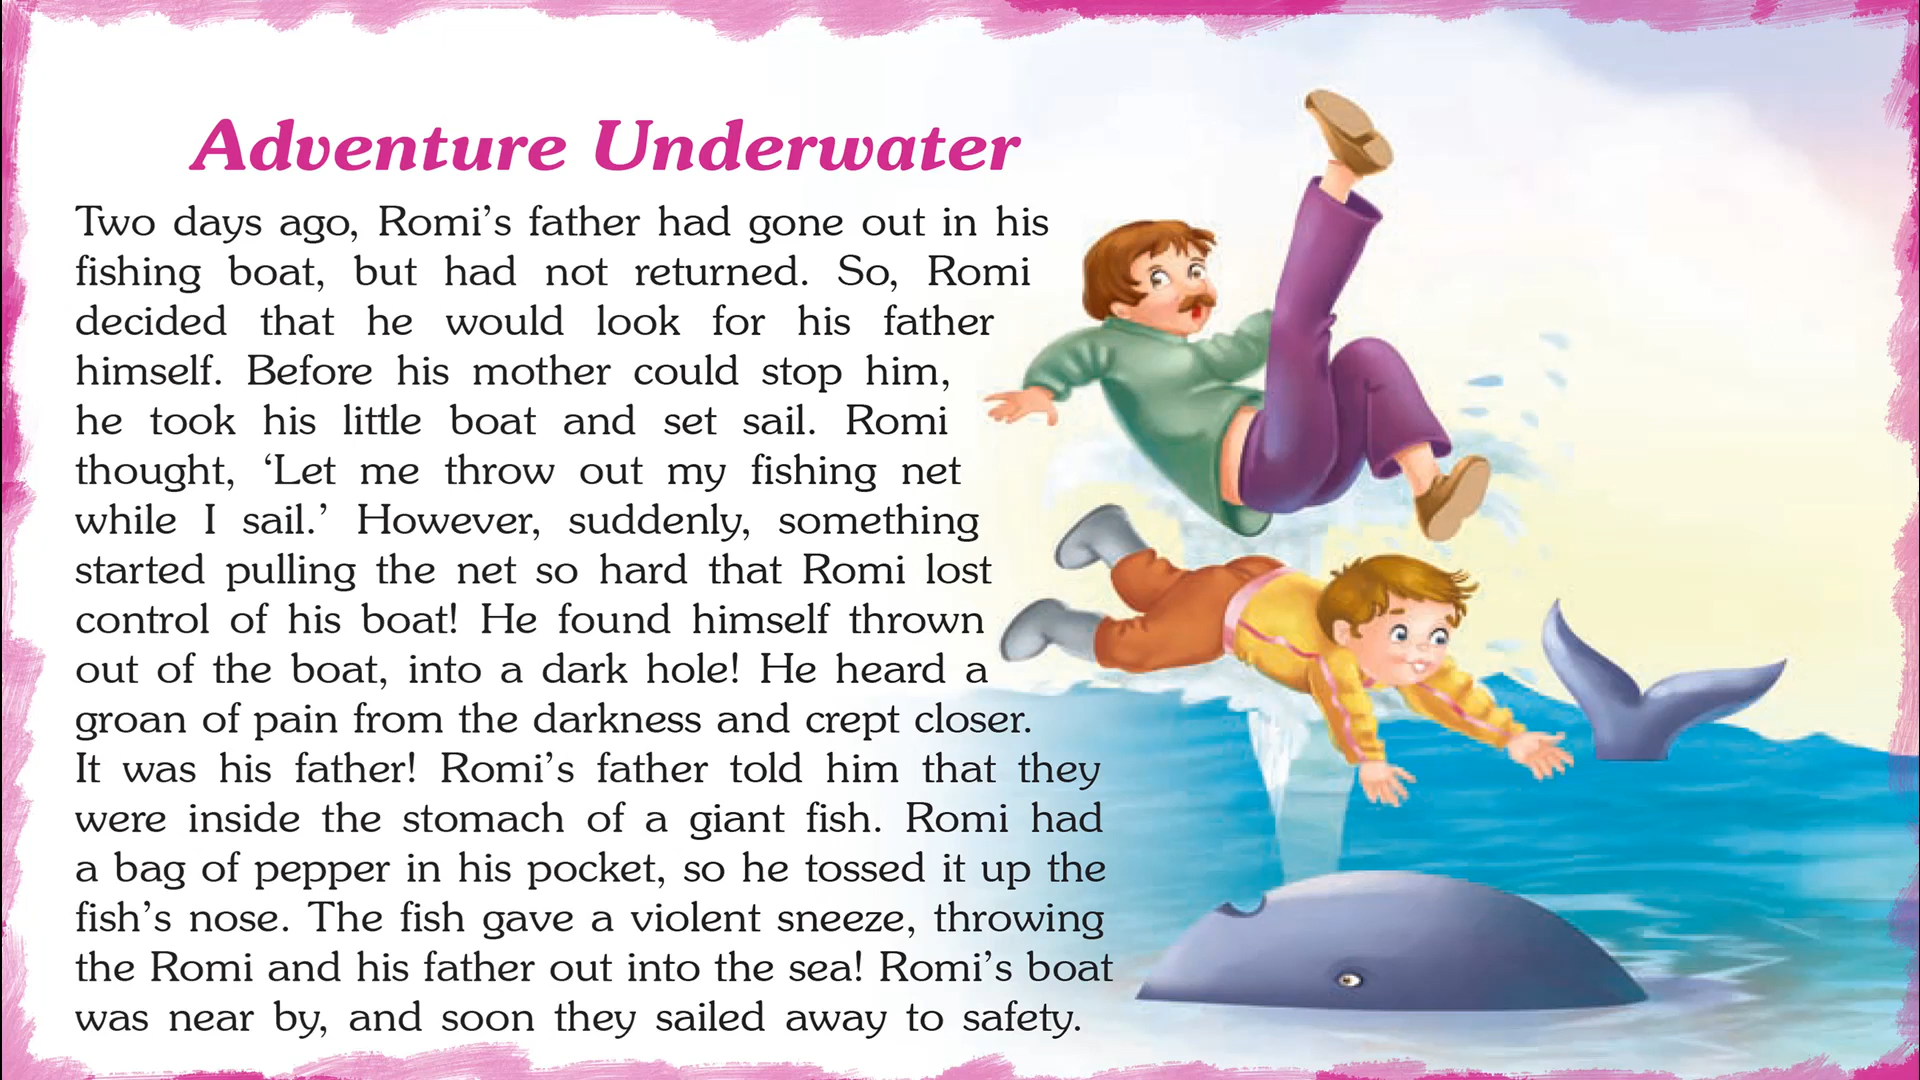 Adventure Underwater
Two days ago, Romi’s father had gone out in his
fishing boat, but had not returned. So, Romi
decided that he would look for his father
himself. Before his mother could stop him,
he took his little boat and set sail. Romi
thought, ‘Let me throw out my fishing net
while I sail.’ However, suddenly, something
started pulling the net so hard that Romi lost
control of his boat! He found himself thrown
out of the boat, into a dark hole! He heard a
groan of pain from the darkness and crept closer.
It was his father! Romi’s father told him that they
were inside the stomach of a giant fish. Romi had
a bag of pepper in his pocket, so he tossed it up the
fish’s nose. The fish gave a violent sneeze, throwing
the Romi and his father out into the sea! Romi’s boat
was near by, and soon they sailed away to safety.